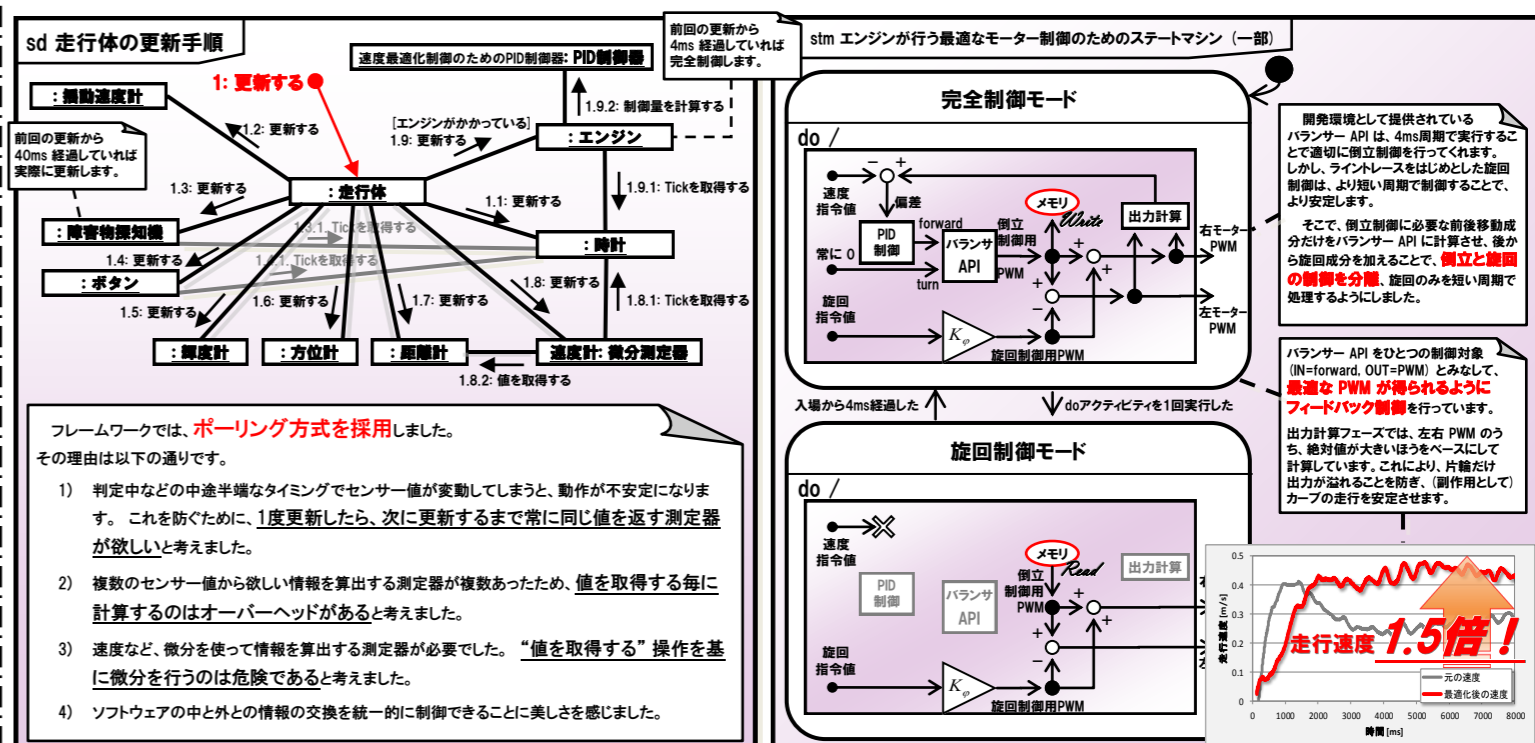 sd 走行体の更新手順
前回の更新から
4ms 経過していれば
完全制御します。
速度最適化制御のためのPID制御器: PID制御器
1: 更新する
: 揺動速度計
1.9.2: 制御量を計算する
[エンジンがかかっている]
1.9: 更新する
: エンジン
1.2: 更新する
前回の更新から
40ms 経過していれば
実際に更新します。
1.3: 更新する
: 走行体
1.1: 更新する
1.9.1: Tickを取得する
: 障害物探知機
1.3.1. Tickを取得する
: 時計
1.4: 更新する
1.4.1. Tickを取得する
: ボタン
1.8: 更新する
1.5: 更新する
1.6: 更新する
1.7: 更新する
1.8.1: Tickを取得する
: 輝度計
: 方位計
: 距離計
速度計: 微分測定器
1.8.2: 値を取得する
フレームワークでは、ポーリング方式を採用しました。
その理由は以下の通りです。
1) 判定中などの中途半端なタイミングでセンサー値が変動してしまうと、動作が不安定になりま
す。 これを防ぐために、1度更新したら、次に更新するまで常に同じ値を返す測定器
が欲しいと考えました。
2) 複数のセンサー値から欲しい情報を算出する測定器が複数あったため、値を取得する毎に
計算するのはオーバーヘッドがあると考えました。
3) 速度など、微分を使って情報を算出する測定器が必要でした。 “値を取得する” 操作を基
に微分を行うのは危険であると考えました。
4) ソフトウェアの中と外との情報の交換を統一的に制御できることに美しさを感じました。
stm エンジンが行う最適なモーター制御のためのステートマシン（一部）
完全制御モード
do /
− +
速度
指令値
偏差
メモリ
Write
出力計算
PID
制御
forward
バランサ
API
倒立
制御用
PWM
+
+
+
−
常に 0
turn
右モーター
PWM
旋回
指令値
Kφ
旋回制御用PWM
左モーター
PWM
入場から4ms経過した
doアクティビティを1回実行した
旋回制御モード
do /
速度
指令値
メモリ
Read
出力計算
PID
制御
バランサ
API
倒立
制御用
PWM
+
+
+
−
右
左
旋回
指令値
Kφ
旋回制御用PWM
開発環境として提供されている
バランサー API は、4ms周期で実行するこ
とで適切に倒立制御を行ってくれます。
しかし、ライントレースをはじめとした旋回
制御は、より短い周期で制御することで、
より安定します。
そこで、倒立制御に必要な前後移動成
分だけをバランサー API に計算させ、後か
ら旋回成分を加えることで、倒立と旋回
の制御を分離、旋回のみを短い周期で
処理するようにしました。
バランサー API をひとつの制御対象
(IN=forward, OUT=PWM) とみなして、
最適な PWM が得られるように
フィードバック制御を行っています。
出力計算フェーズでは、左右 PWM のう
ち、絶対値が大きいほうをベースにして
計算しています。これにより、片輪だけ
出力が溢れることを防ぎ、(副作用として)
カーブの走行を安定させます。
走行速度 [m/s]
0.5
0.4
0.3
0.2
0.1
0
走行速度 1.5倍！
元の速度
最適化後の速度
0 1000 2000 3000 4000 5000 6000 7000 8000
時間 [ms]